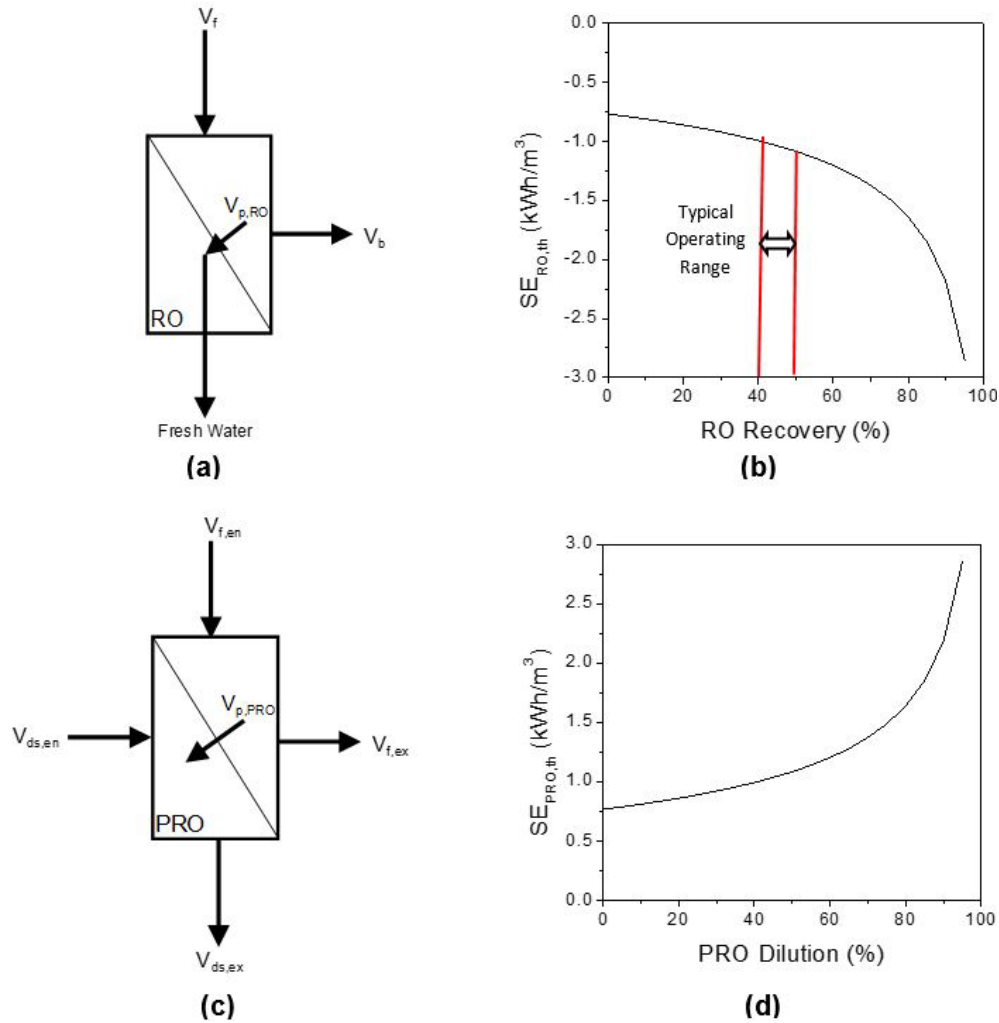 V_f
V_p,RO
V_b
RO
Fresh Water
(a)
0.0
-0.5
-1.0
-1.5
-2.0
-2.5
-3.0
SE_RO,th (kWh/m³)
Typical
Operating
Range
0 20 40 60 80 100
RO Recovery (%)
(b)
V_f,en
V_p,PRO
V_ds,en
V_f,ex
PRO
V_ds,ex
(c)
3.0
2.5
2.0
1.5
1.0
0.5
0.0
SE_PRO,th (kWh/m³)
0 20 40 60 80 100
PRO Dilution (%)
(d)